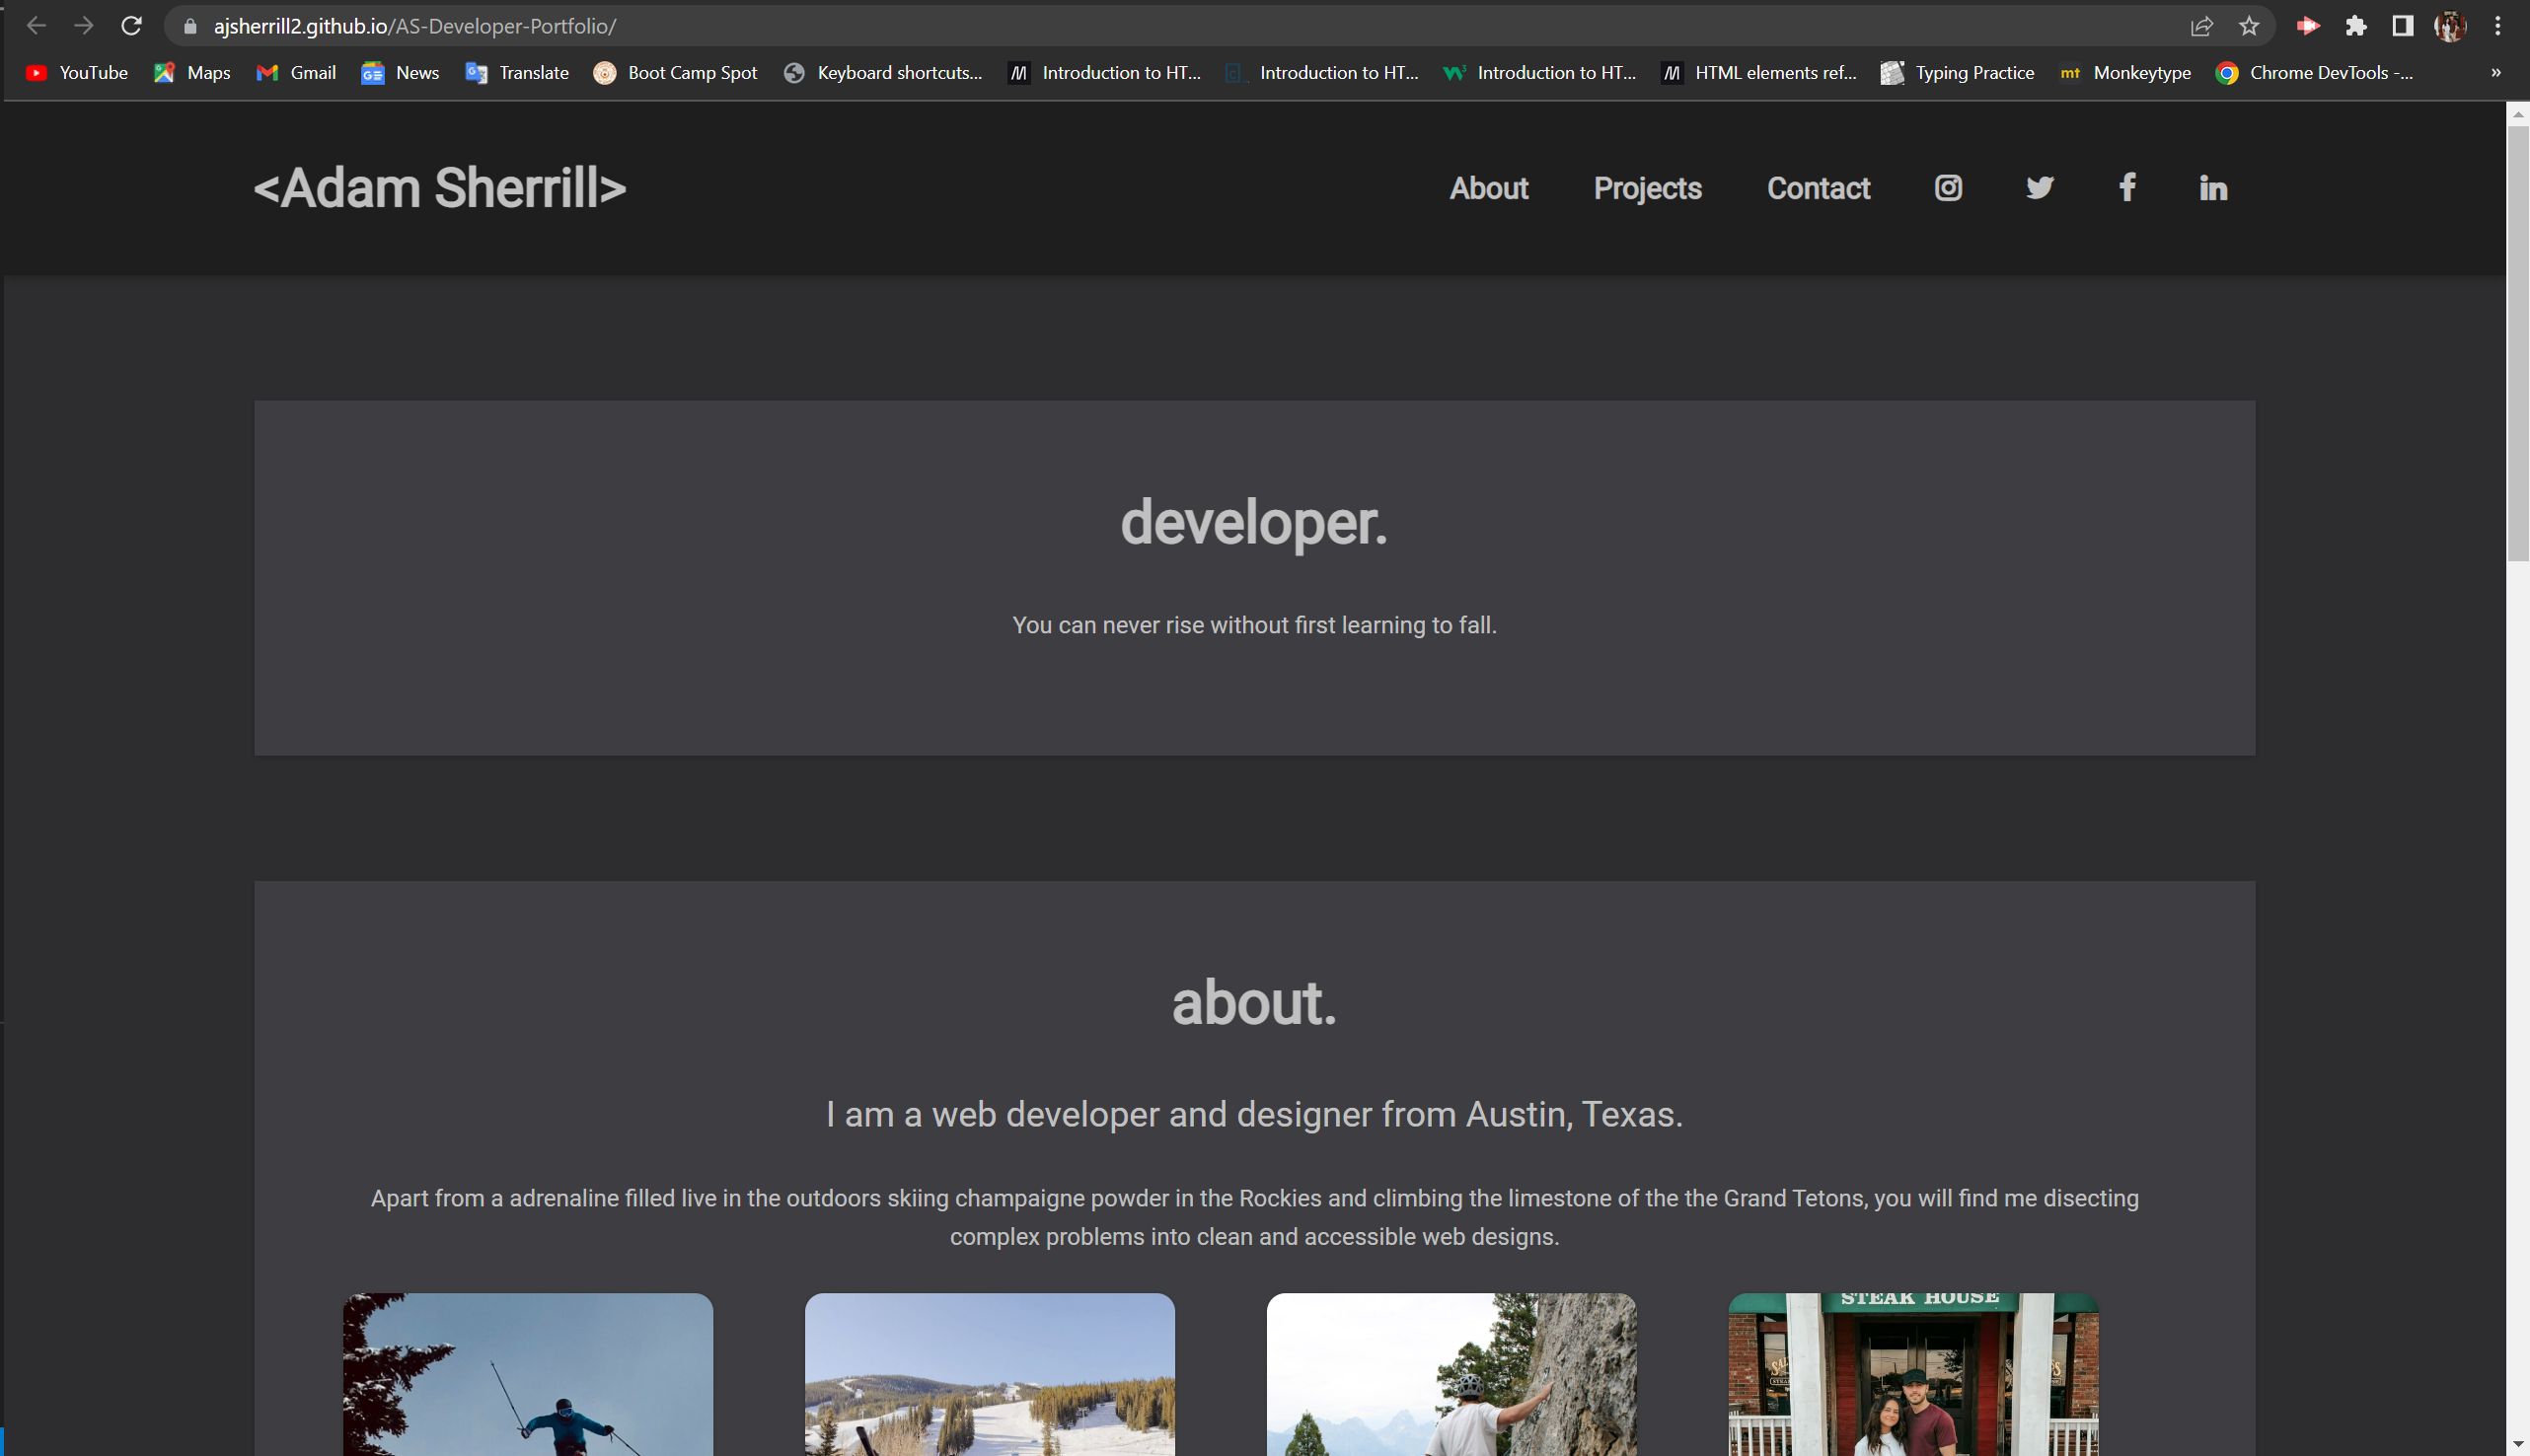 ajsherrill2.github.io/AS-Developer-Portfolio/
YouTube Maps Gmail News Translate Boot Camp Spot Keyboard shortcuts... Introduction to HT... Introduction to HT... Introduction to HT... HTML elements ref... Typing Practice mt Monkeytype Chrome DevTools -... »
<Adam Sherrill> About Projects Contact
developer.
You can never rise without first learning to fall.
about.
I am a web developer and designer from Austin, Texas.
Apart from a adrenaline filled live in the outdoors skiing champaigne powder in the Rockies and climbing the limestone of the the Grand Tetons, you will find me disecting
complex problems into clean and accessible web designs.
STEAK HOUSE